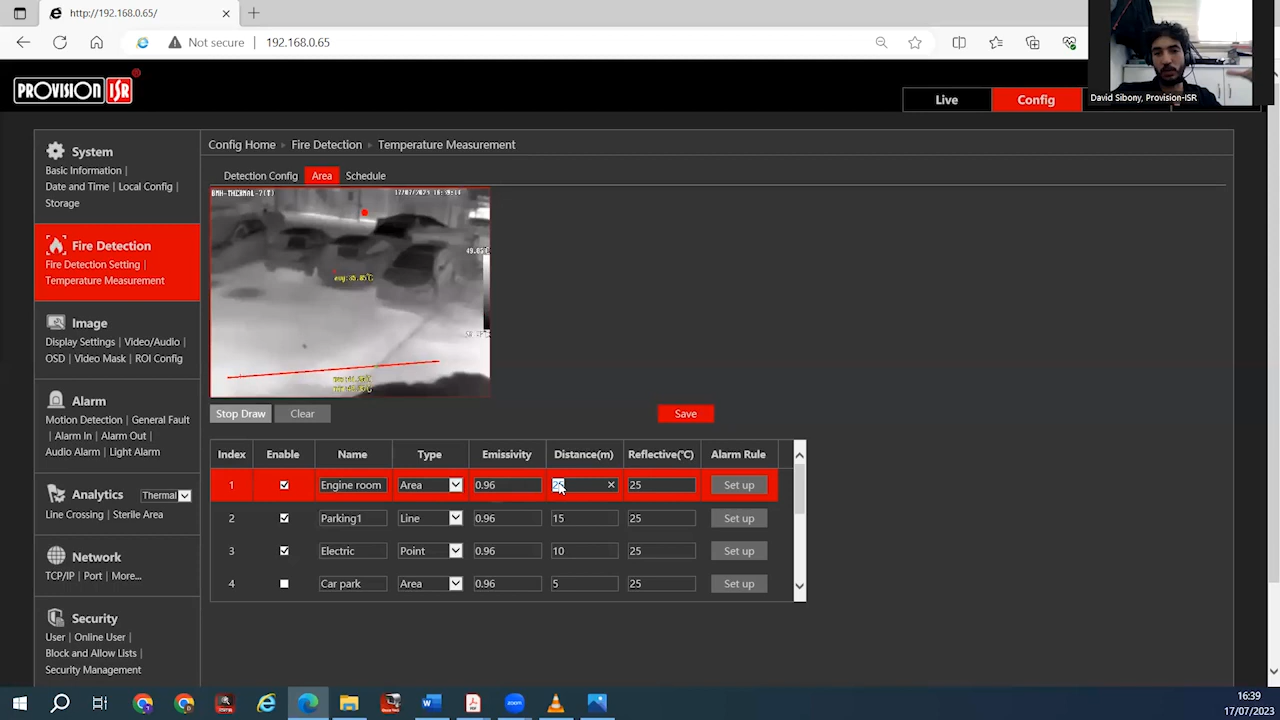 http://192.168.0.65/
Not secure
192.168.0.65
David Sibony, Provision-ISR
PROVISION ISR
Live
Config
System
Basic Information |
Date and Time | Local Config |
Storage
Fire Detection
Fire Detection Setting |
Temperature Measurement
Image
Display Settings | Video/Audio |
OSD | Video Mask | ROI Config
Alarm
Motion Detection | General Fault
| Alarm In | Alarm Out |
Audio Alarm | Light Alarm
Analytics Thermal
Line Crossing | Sterile Area
Network
TCP/IP | Port | More...
Security
User | Online User |
Block and Allow Lists |
Security Management
Config Home Fire Detection Temperature Measurement
Detection Config Area Schedule
Stop Draw Clear Save
Index Enable Name Type Emissivity Distance(m) Reflective(℃) Alarm Rule
1 Engine room Area 0.96 25 25 Set up
2 Parking1 Line 0.96 15 25 Set up
3 Electric Point 0.96 10 25 Set up
4 Car park Area 0.96 5 25 Set up
16:39
17/07/2023